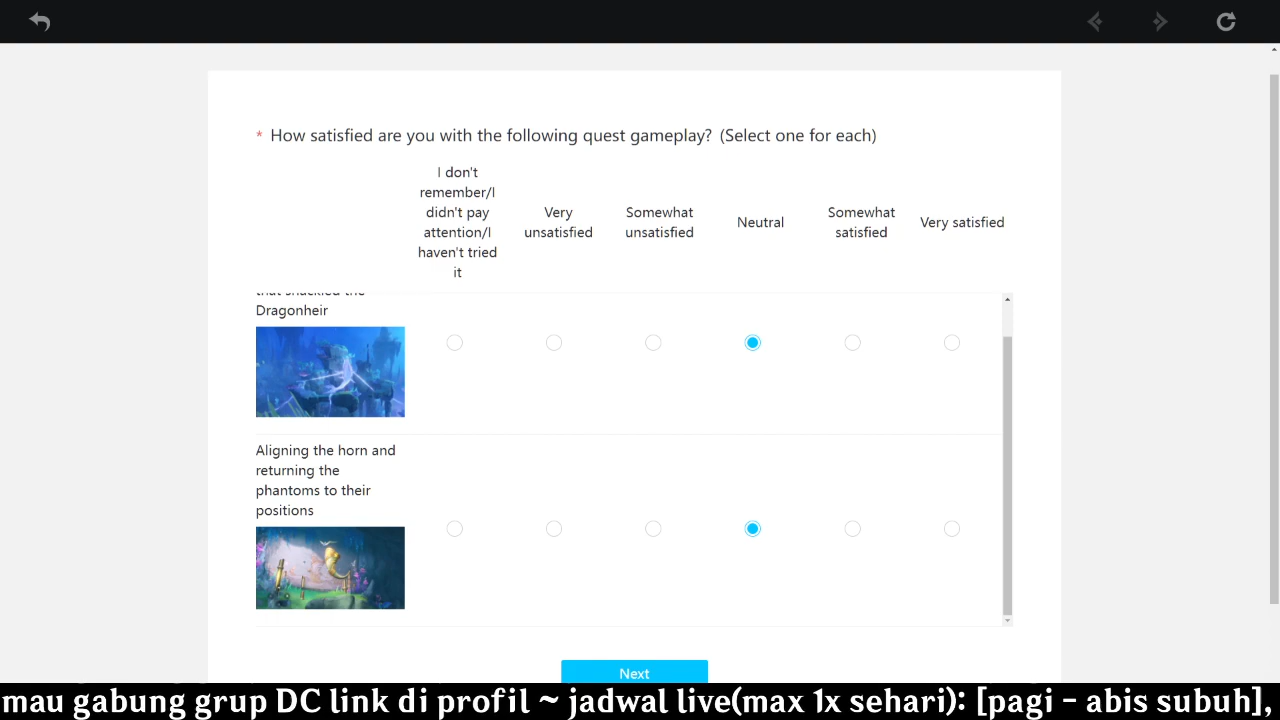 * How satisfied are you with the following quest gameplay? (Select one for each)
I don't
remember/I
didn't pay
attention/I
haven't tried
it
Very
unsatisfied
Somewhat
unsatisfied
Neutral
Somewhat
satisfied
Very satisfied
that shackled the
Dragonheir
Aligning the horn and
returning the
phantoms to their
positions
Next
mau gabung grup DC link di profil ~ jadwal live(max 1x sehari): [pagi - abis subuh],